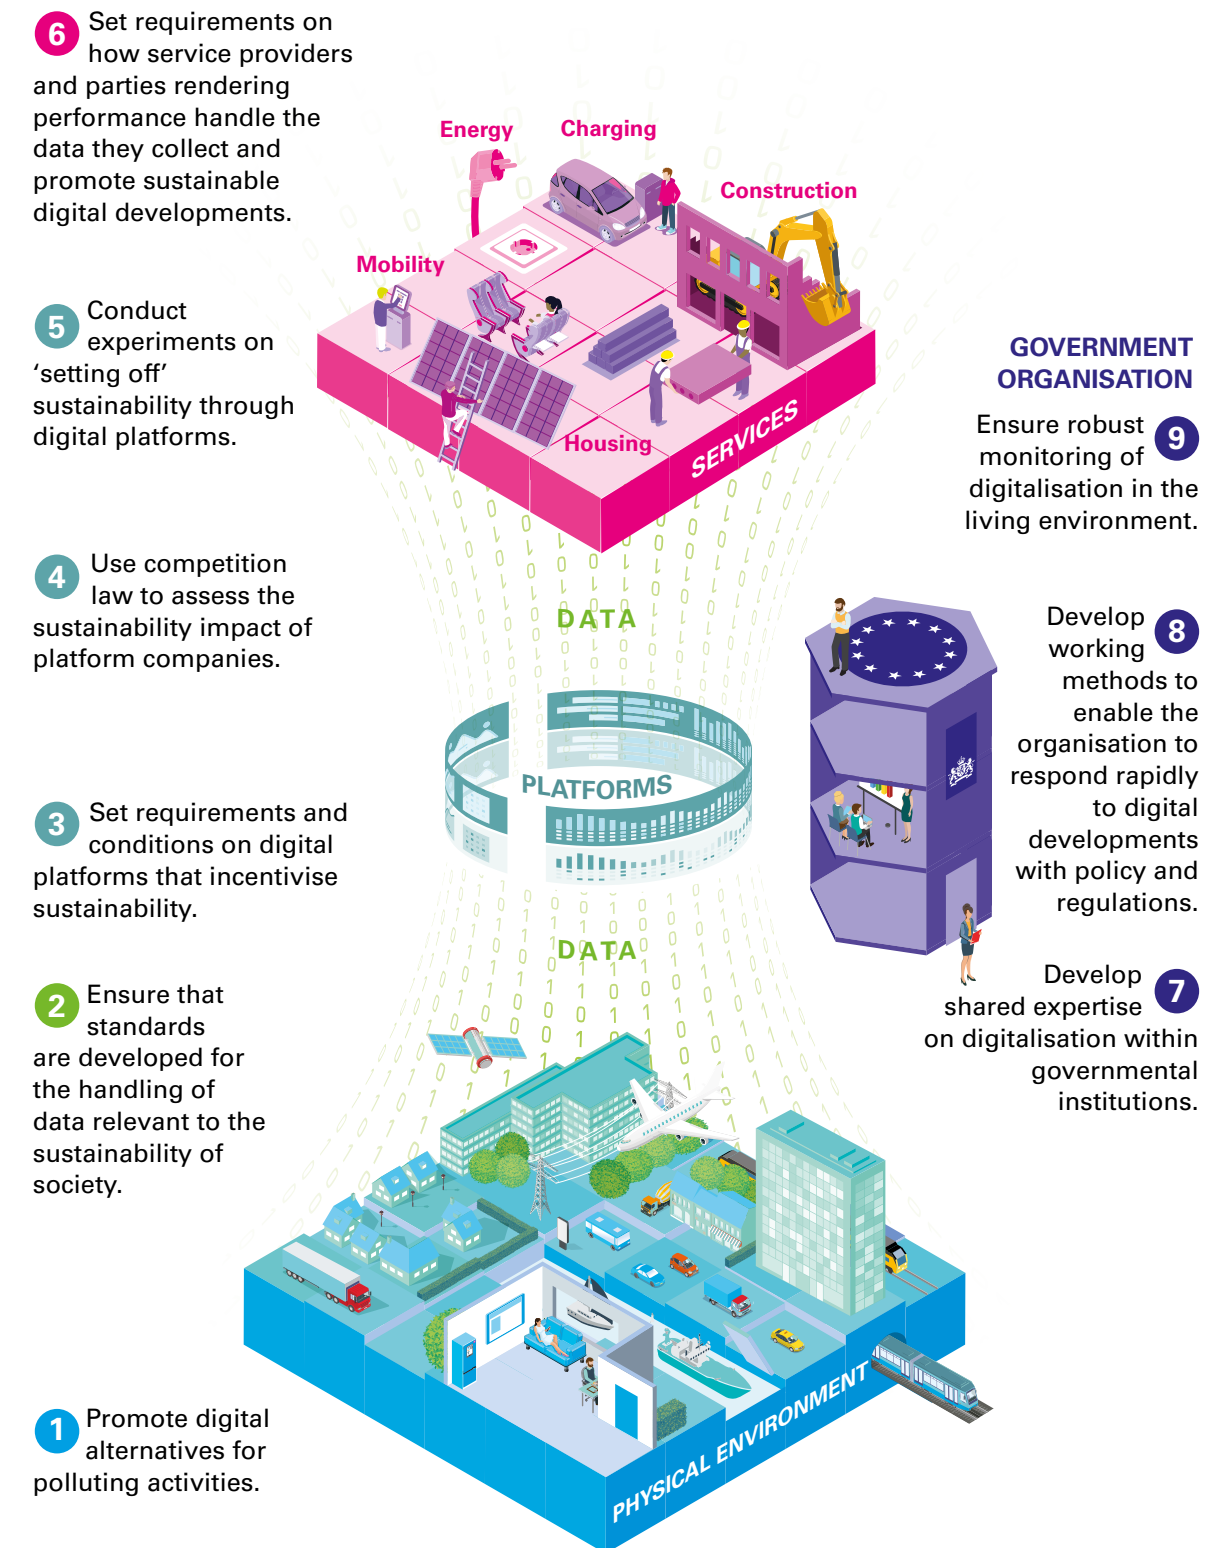 6 Set requirements on
how service providers
and parties rendering
performance handle the
data they collect and
promote sustainable
digital developments.
Energy
Charging
Construction
Mobility
Housing
SERVICES
5 Conduct
experiments on
‘setting off’
sustainability through
digital platforms.
4 Use competition
law to assess the
sustainability impact of
platform companies.
DATA
PLATFORMS
3 Set requirements and
conditions on digital
platforms that incentivise
sustainability.
DATA
2 Ensure that
standards
are developed for
the handling of
data relevant to the
sustainability of
society.
1 Promote digital
alternatives for
polluting activities.
PHYSICAL ENVIRONMENT
GOVERNMENT
ORGANISATION
Ensure robust 9
monitoring of
digitalisation in the
living environment.
Develop 8
working
methods to
enable the
organisation to
respond rapidly
to digital
developments
with policy and
regulations.
Develop 7
shared expertise
on digitalisation within
governmental
institutions.